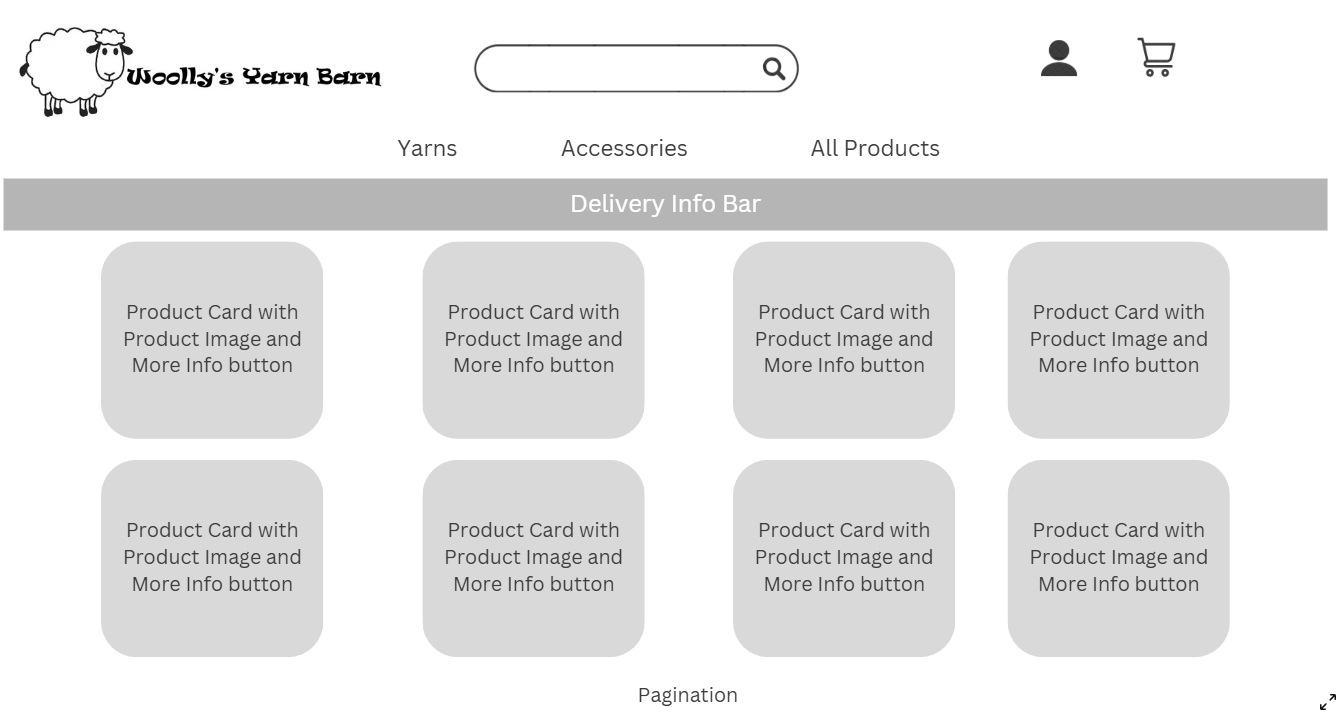 Woolly's Yarn Barn
Yarns
Accessories
All Products
Delivery Info Bar
Product Card with
Product Image and
More Info button
Product Card with
Product Image and
More Info button
Product Card with
Product Image and
More Info button
Product Card with
Product Image and
More Info button
Product Card with
Product Image and
More Info button
Product Card with
Product Image and
More Info button
Product Card with
Product Image and
More Info button
Product Card with
Product Image and
More Info button
Pagination